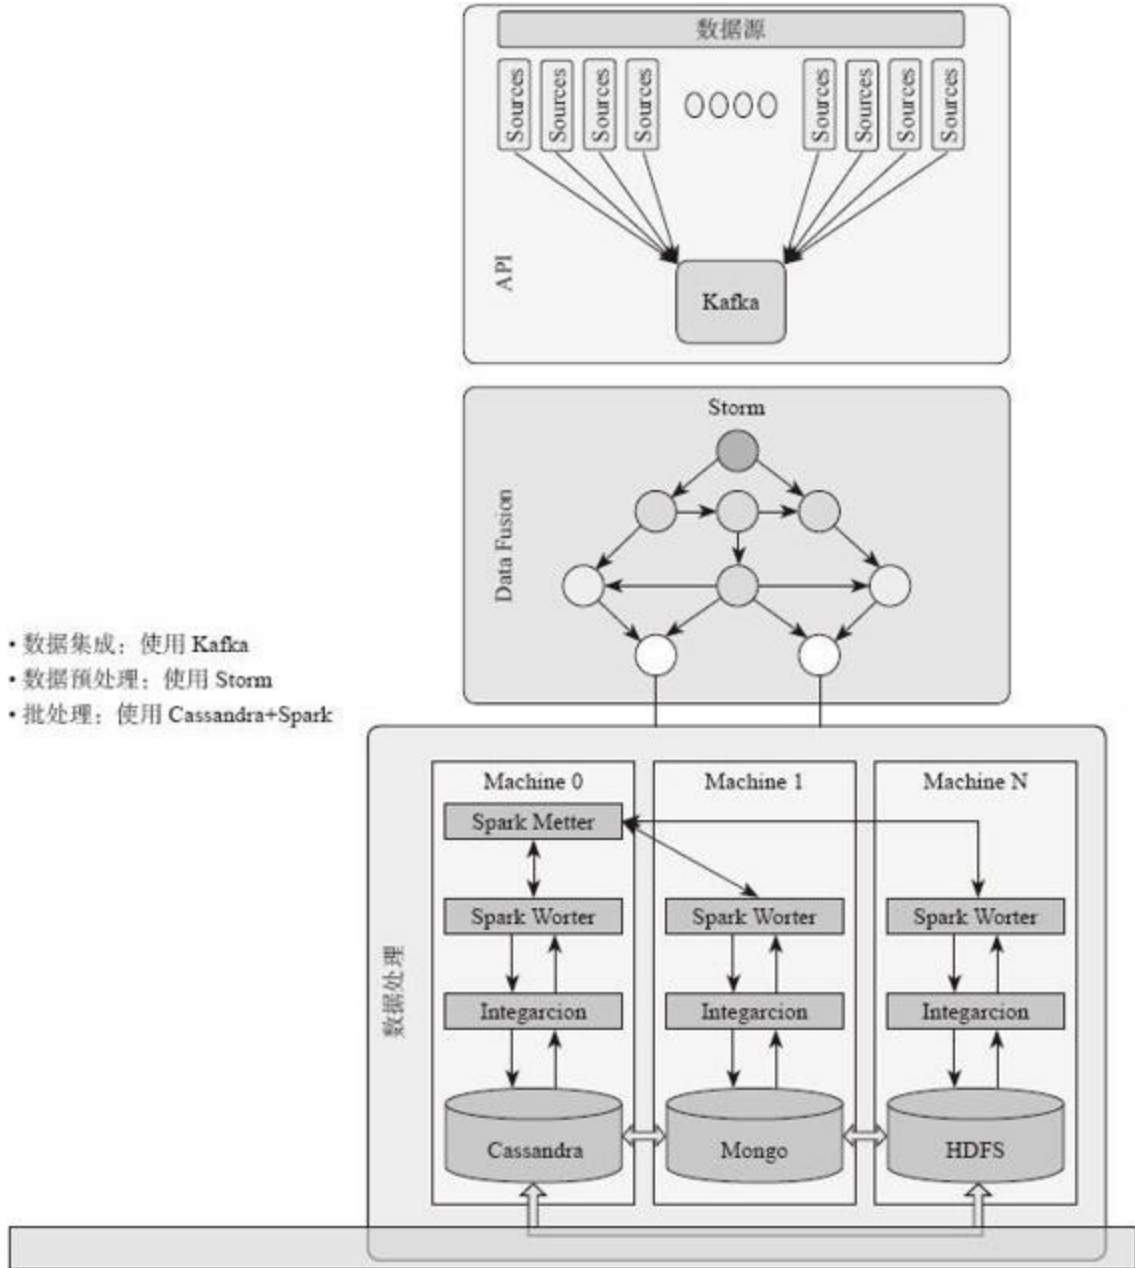 数据源
Sources
Sources
Sources
Sources
Sources
Sources
Sources
Sources
API
Kafka
Storm
Data Fusion
• 数据集成：使用 Kafka
• 数据预处理：使用 Storm
• 批处理：使用 Cassandra+Spark
数据处理
Machine 0
Spark Metter
Spark Worter
Integarcion
Cassandra
Machine 1
Spark Worter
Integarcion
Mongo
Machine N
Spark Worter
Integarcion
HDFS